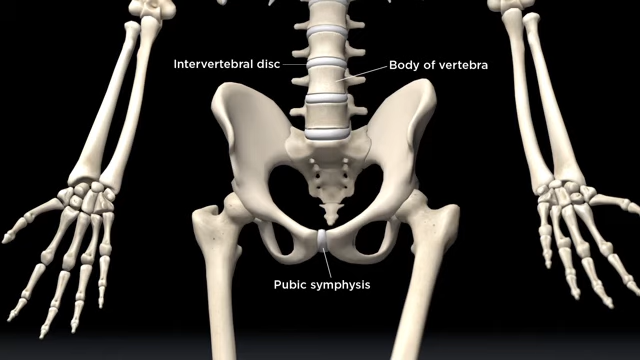 Intervertebral disc
Body of vertebra
Pubic symphysis